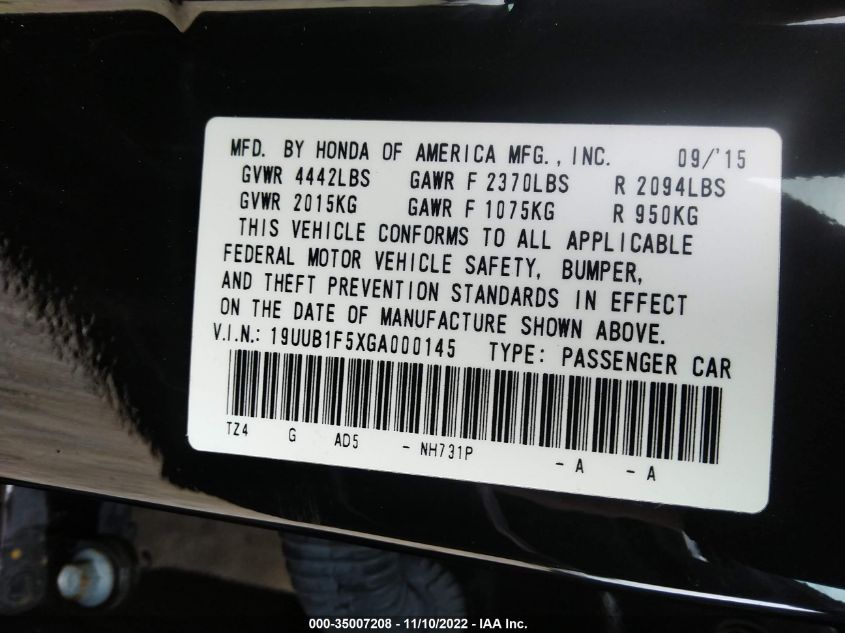 MFD. BY HONDA OF AMERICA MFG., INC. 09/'15
GVWR 4442LBS GAWR F 2370LBS R 2094LBS
GVWR 2015KG GAWR F 1075KG R 950KG
THIS VEHICLE CONFORMS TO ALL APPLICABLE
FEDERAL MOTOR VEHICLE SAFETY, BUMPER,
AND THEFT PREVENTION STANDARDS IN EFFECT
ON THE DATE OF MANUFACTURE SHOWN ABOVE.
V.I.N.: 19UUB1F5XGA000145 TYPE: PASSENGER CAR
TZ4 G AD5 - NH731P - A - A
000-35007208 - 11/10/2022 - IAA Inc.